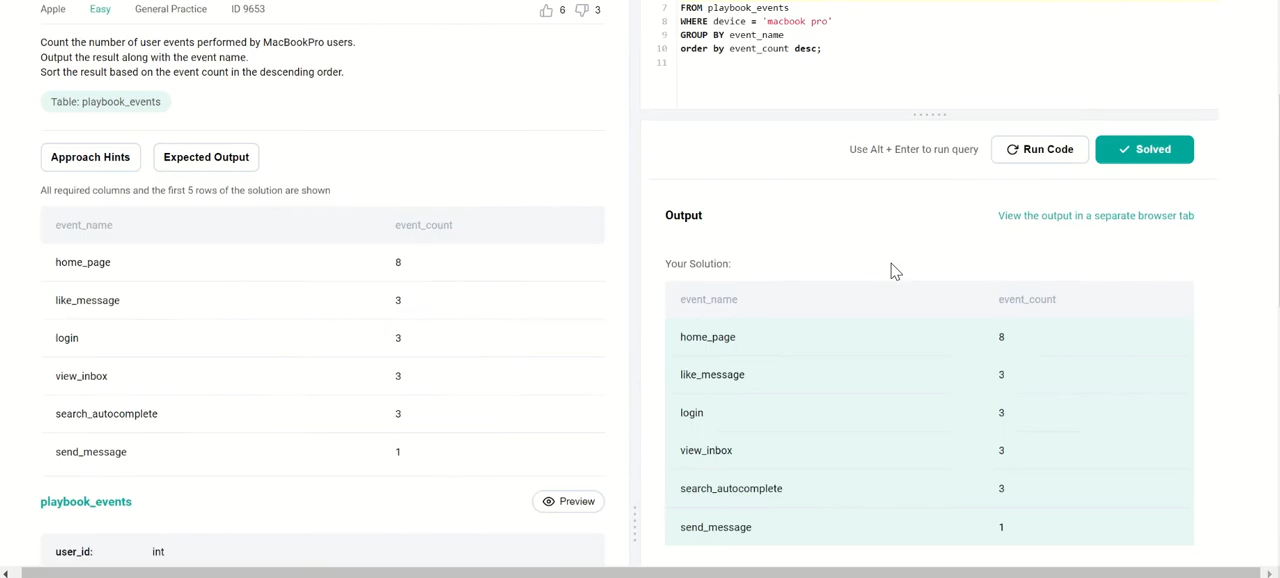 Apple Easy General Practice ID 9653 6 3
Count the number of user events performed by MacBookPro users.
Output the result along with the event name.
Sort the result based on the event count in the descending order.
Table: playbook_events
Approach Hints Expected Output
All required columns and the first 5 rows of the solution are shown
event_name event_count
home_page 8
like_message 3
login 3
view_inbox 3
search_autocomplete 3
send_message 1
playbook_events Preview
user_id: int
7 FROM playbook_events
8 WHERE device = 'macbook pro'
9 GROUP BY event_name
10 order by event_count desc;
11
Use Alt + Enter to run query Run Code Solved
Output View the output in a separate browser tab
Your Solution:
event_name event_count
home_page 8
like_message 3
login 3
view_inbox 3
search_autocomplete 3
send_message 1